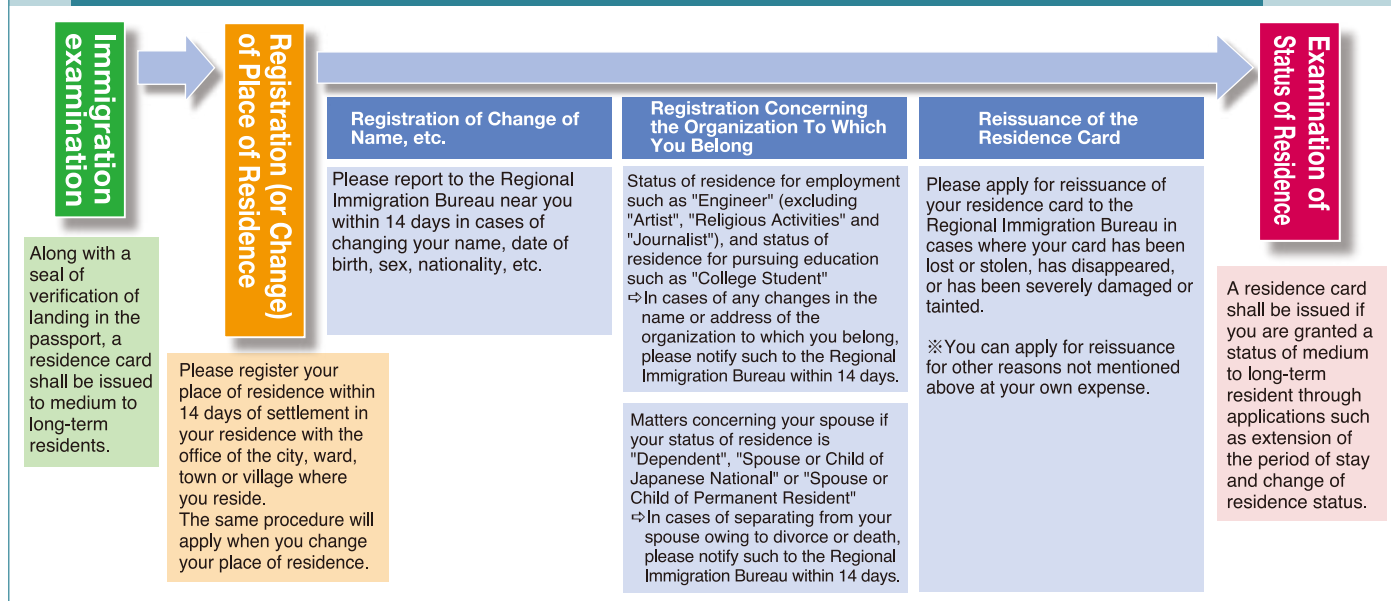 Immigration
examination
Along with a
seal of
verification of
landing in the
passport, a
residence card
shall be issued
to medium to
long-term
residents.
Registration (or Change)
of Place of Residence
Please register your
place of residence within
14 days of settlement in
your residence with the
office of the city, ward,
town or village where
you reside.
The same procedure will
apply when you change
your place of residence.
Registration of Change of
Name, etc.
Please report to the Regional
Immigration Bureau near you
within 14 days in cases of
changing your name, date of
birth, sex, nationality, etc.
Registration Concerning
the Organization To Which
You Belong
Status of residence for employment
such as "Engineer" (excluding
"Artist", "Religious Activities" and
"Journalist"), and status of
residence for pursuing education
such as "College Student"
⇨In cases of any changes in the
name or address of the
organization to which you belong,
please notify such to the Regional
Immigration Bureau within 14 days.
Matters concerning your spouse if
your status of residence is
"Dependent", "Spouse or Child of
Japanese National" or "Spouse or
Child of Permanent Resident"
⇨In cases of separating from your
spouse owing to divorce or death,
please notify such to the Regional
Immigration Bureau within 14 days.
Reissuance of the
Residence Card
Please apply for reissuance of
your residence card to the
Regional Immigration Bureau in
cases where your card has been
lost or stolen, has disappeared,
or has been severely damaged or
tainted.
※You can apply for reissuance
for other reasons not mentioned
above at your own expense.
Examination of
Status of Residence
A residence card
shall be issued if
you are granted a
status of medium
to long-term
resident through
applications such
as extension of
the period of stay
and change of
residence status.